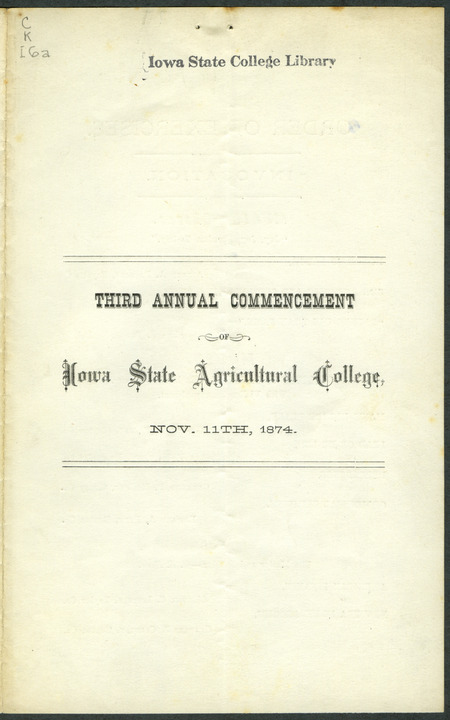 C
K
I6a
Iowa State College Library
THIRD ANNUAL COMMENCEMENT
OF
Iowa State Agricultural College,
NOV. 11TH, 1874.